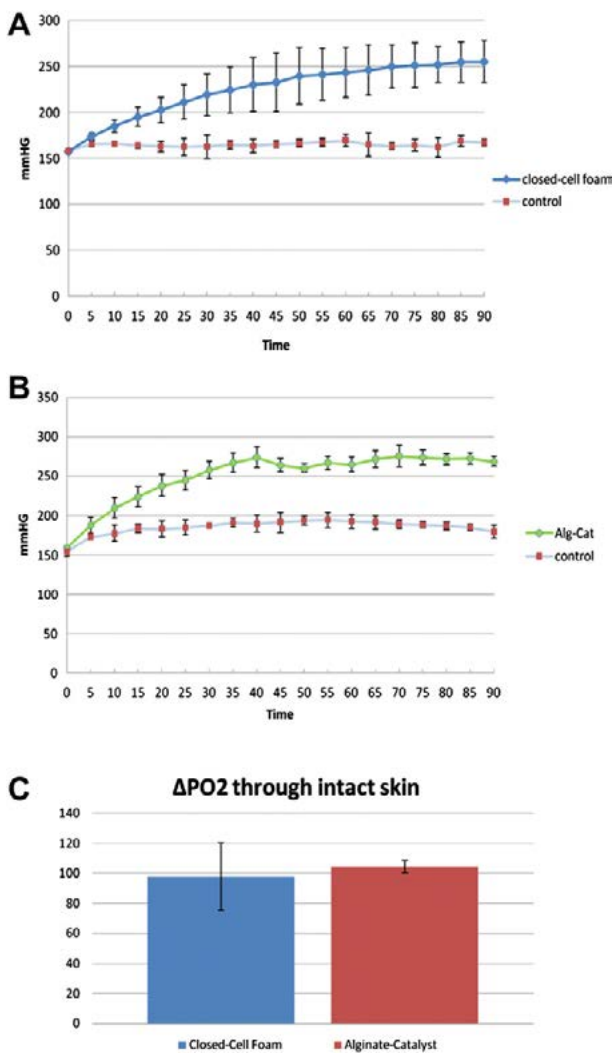 A
300
250
200
150
100
50
0
mmHG
0 5 10 15 20 25 30 35 40 45 50 55 60 65 70 75 80 85 90
Time
closed-cell foam
control
B
350
300
250
200
150
100
50
0
mmHG
0 5 10 15 20 25 30 35 40 45 50 55 60 65 70 75 80 85 90
Time
Alg-Cat
control
C
ΔPO2 through intact skin
140
120
100
80
60
40
20
0
Closed-Cell Foam Alginate-Catalyst